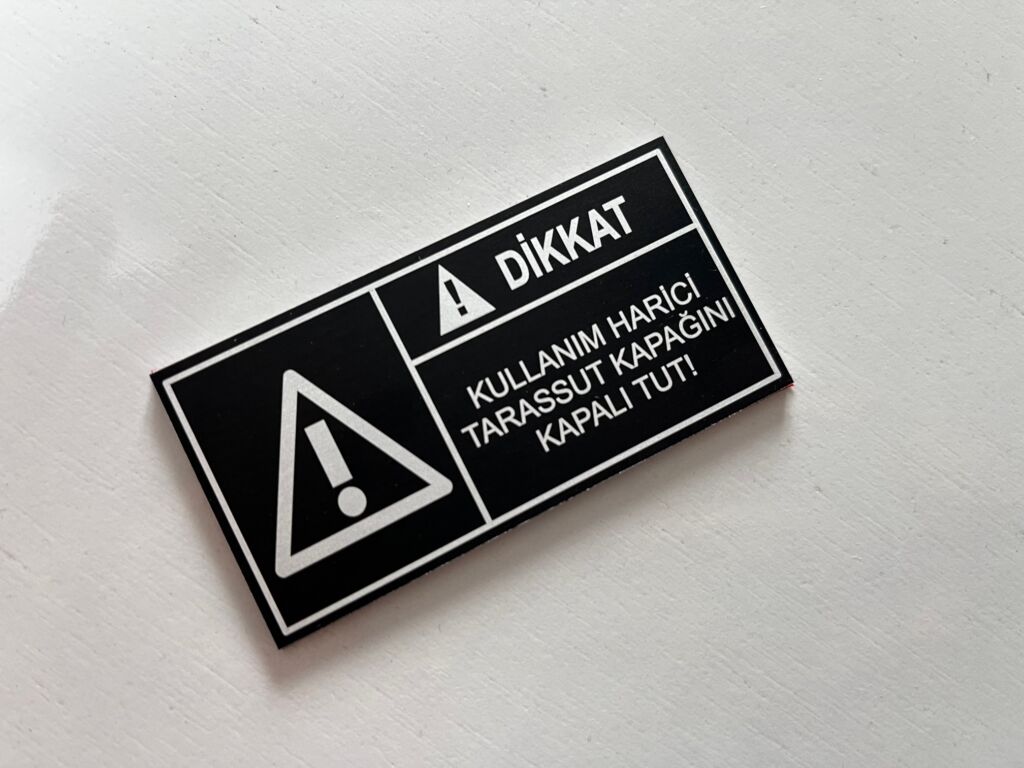 DİKKAT
KULLANIM HARİCİ
TARASSUT KAPAĞINI
KAPALI TUT!